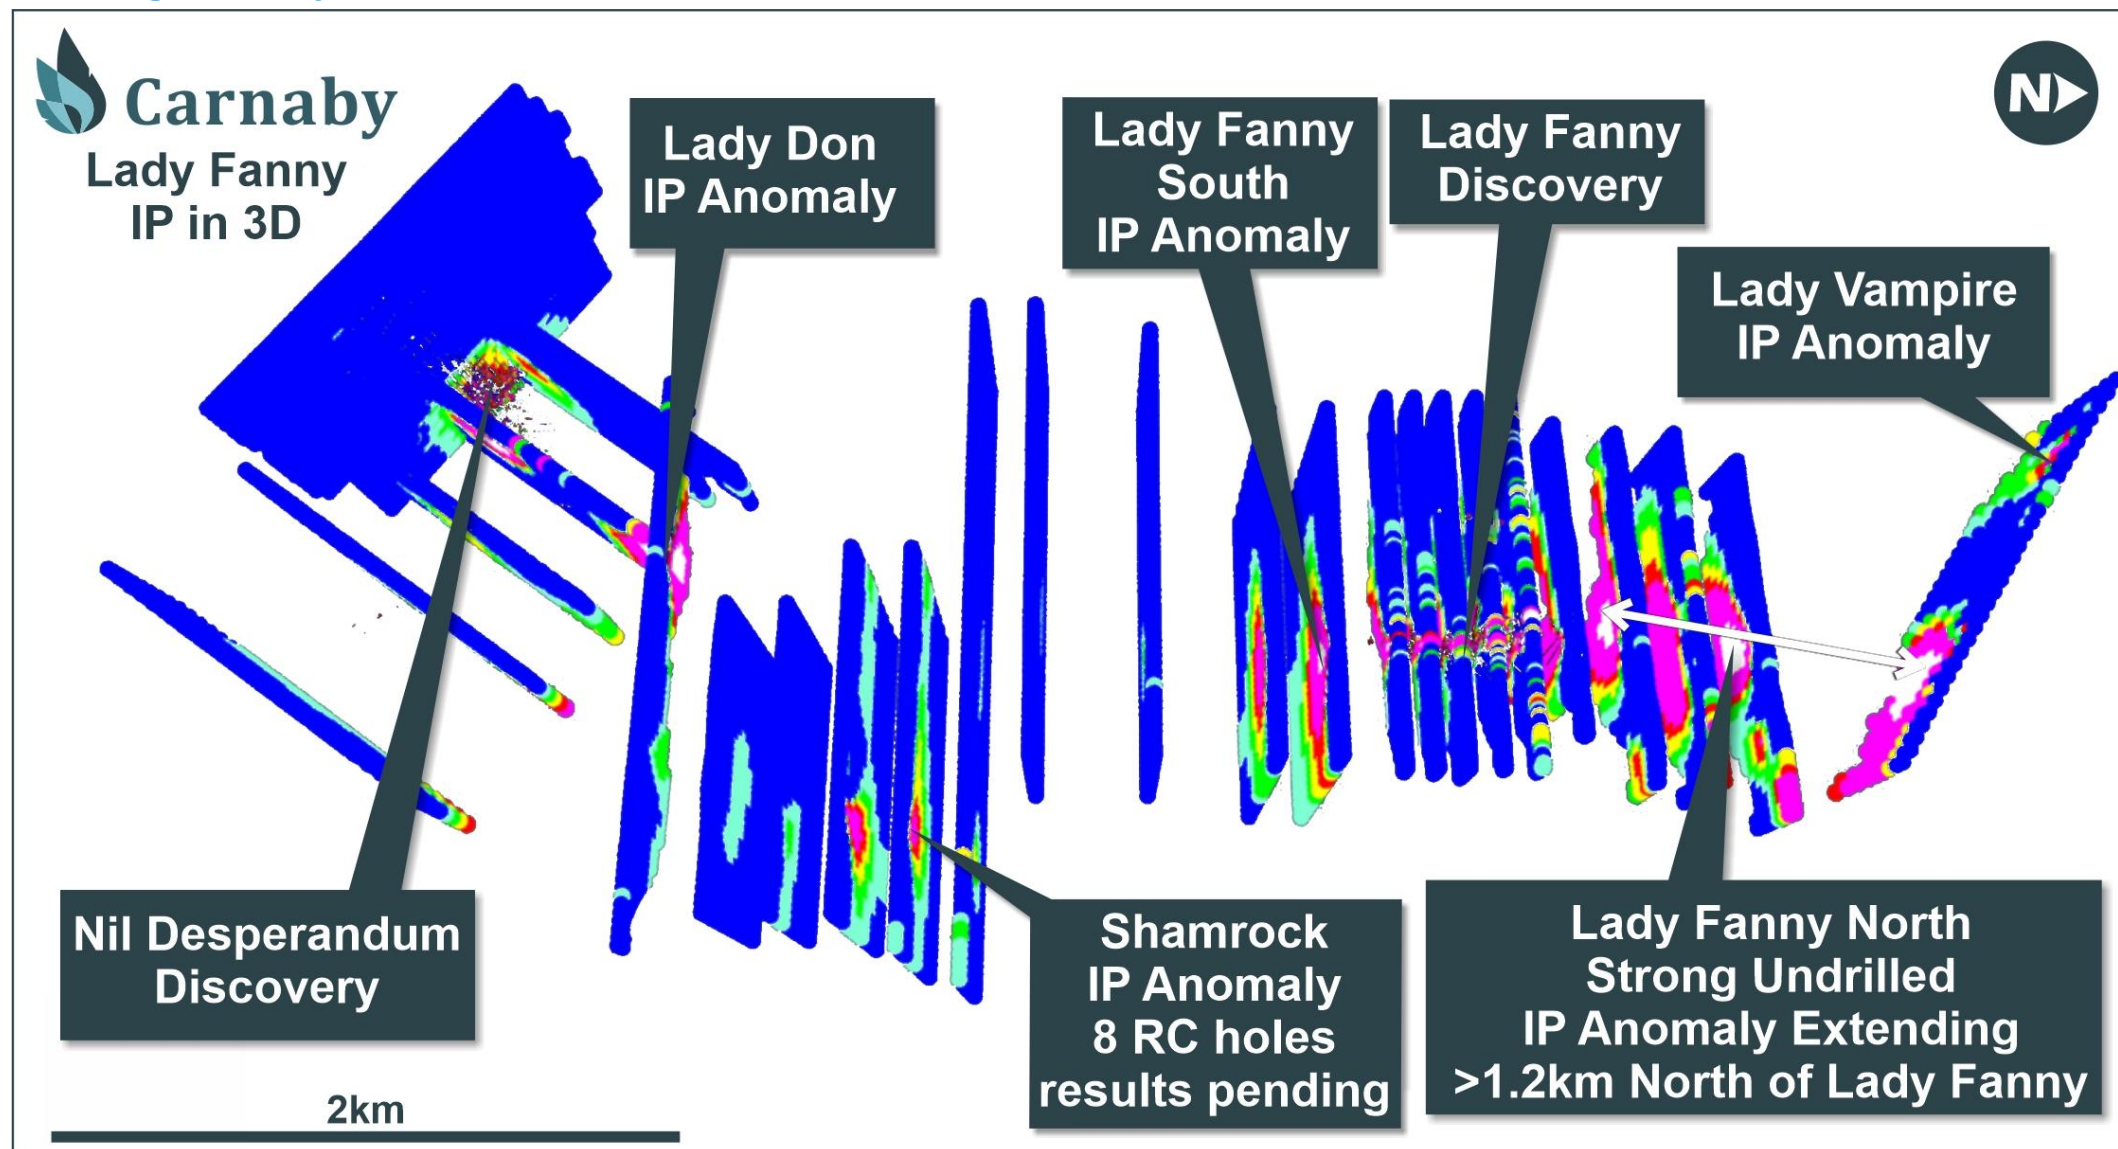 Carnaby
Lady Fanny
IP in 3D
N
Lady Don
IP Anomaly
Lady Fanny
South
IP Anomaly
Lady Fanny
Discovery
Lady Vampire
IP Anomaly
Nil Desperandum
Discovery
Shamrock
IP Anomaly
8 RC holes
results pending
Lady Fanny North
Strong Undrilled
IP Anomaly Extending
>1.2km North of Lady Fanny
2km